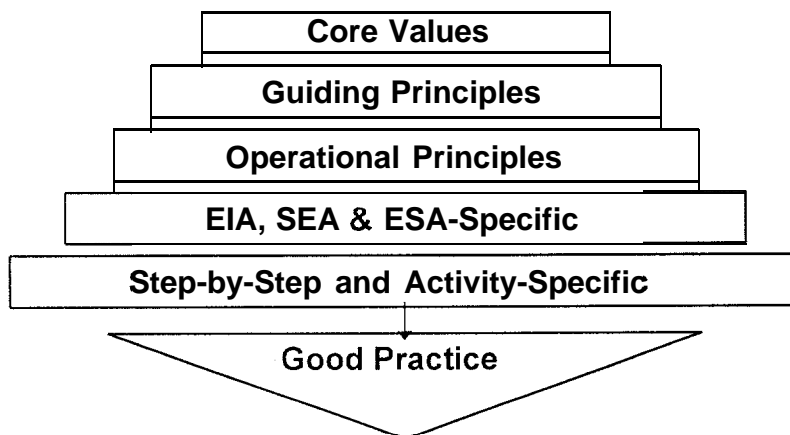 Core Values
Guiding Principles
Operational Principles
EIA, SEA & ESA-Specific
Step-by-Step and Activity-Specific
Good Practice